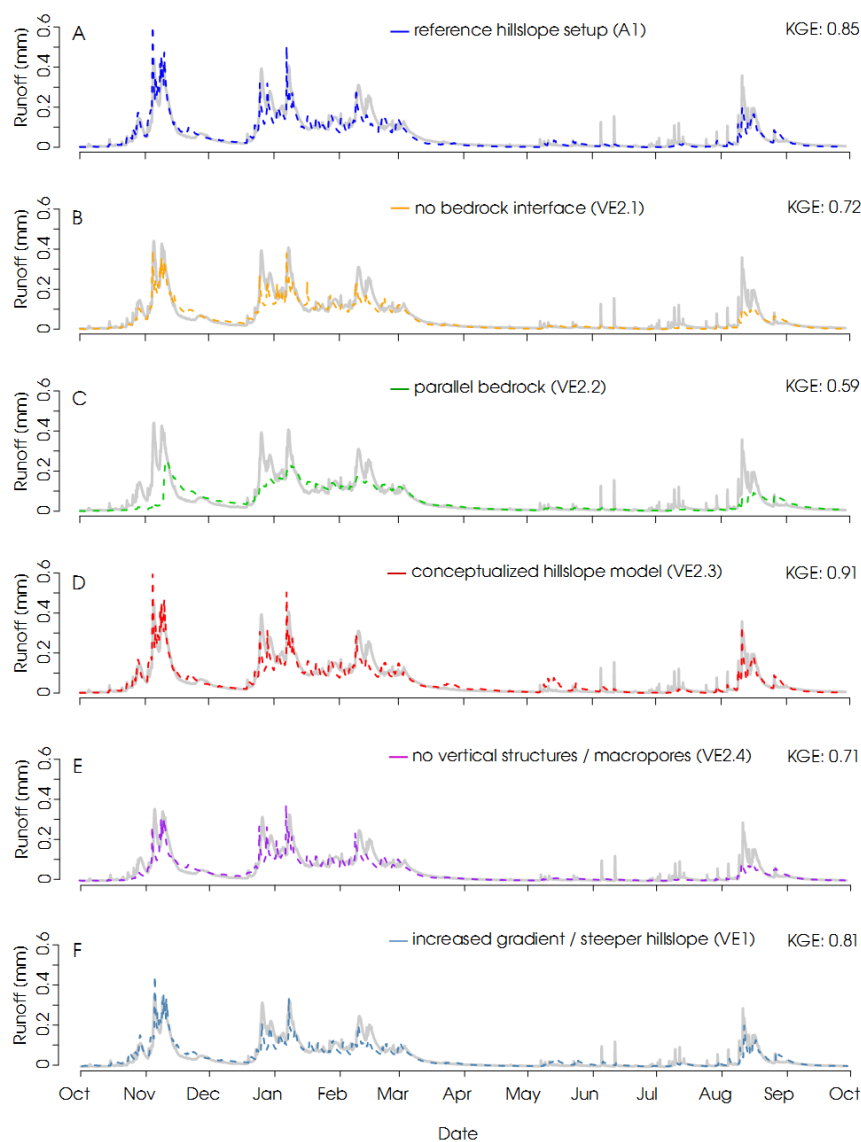 A
reference hillslope setup (A1)
KGE: 0.85
Runoff (mm)
0 0.2 0.4 0.6
B
no bedrock interface (VE2.1)
KGE: 0.72
Runoff (mm)
0 0.2 0.4 0.6
C
parallel bedrock (VE2.2)
KGE: 0.59
Runoff (mm)
0 0.2 0.4 0.6
D
conceptualized hillslope model (VE2.3)
KGE: 0.91
Runoff (mm)
0 0.2 0.4 0.6
E
no vertical structures / macropores (VE2.4)
KGE: 0.71
Runoff (mm)
0 0.2 0.4 0.6
F
increased gradient / steeper hillslope (VE1)
KGE: 0.81
Runoff (mm)
0 0.2 0.4 0.6
Oct Nov Dec Jan Feb Mar Apr May Jun Jul Aug Sep Oct
Date